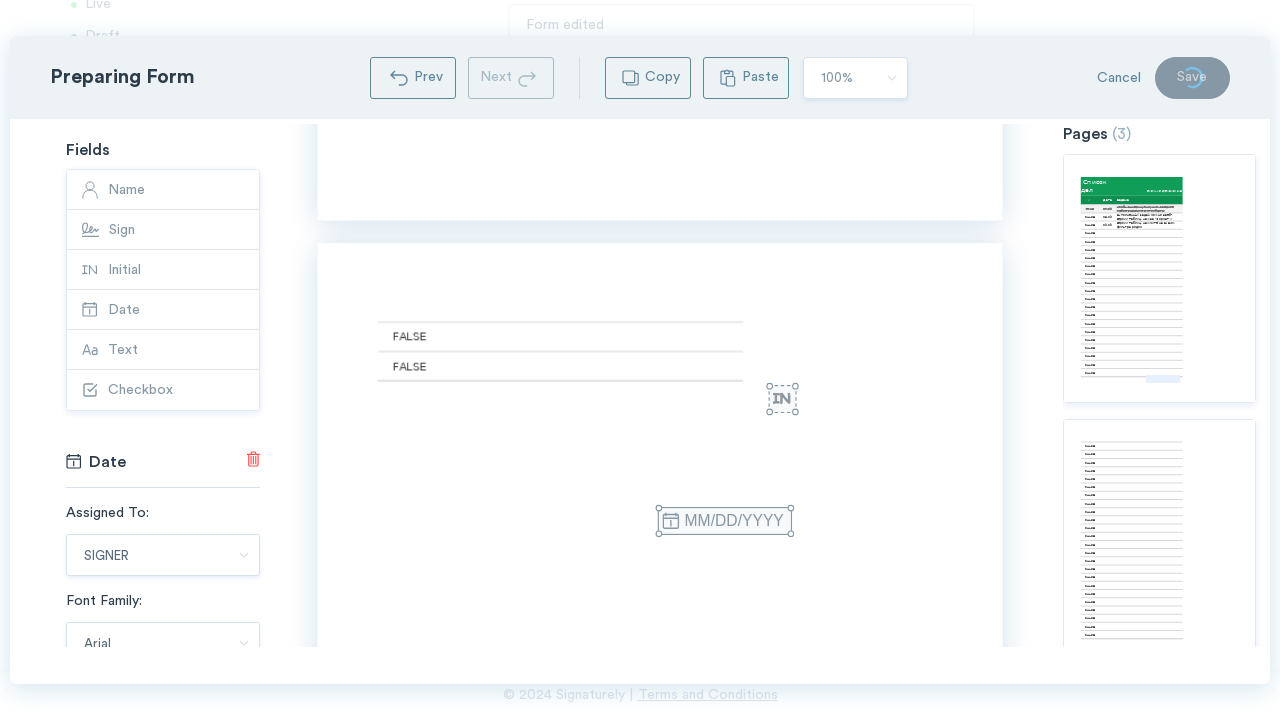 Live
Form edited
Draft
Preparing Form
Prev
Next
Copy
Paste
100%
Cancel
Save
Fields
Name
Sign
IN Initial
Date
Aa Text
Checkbox
Date
Assigned To:
SIGNER
Font Family:
Arial
FALSE
FALSE
IN
MM/DD/YYYY
Pages (3)
Список
дел
© 2024 Signaturely | Terms and Conditions